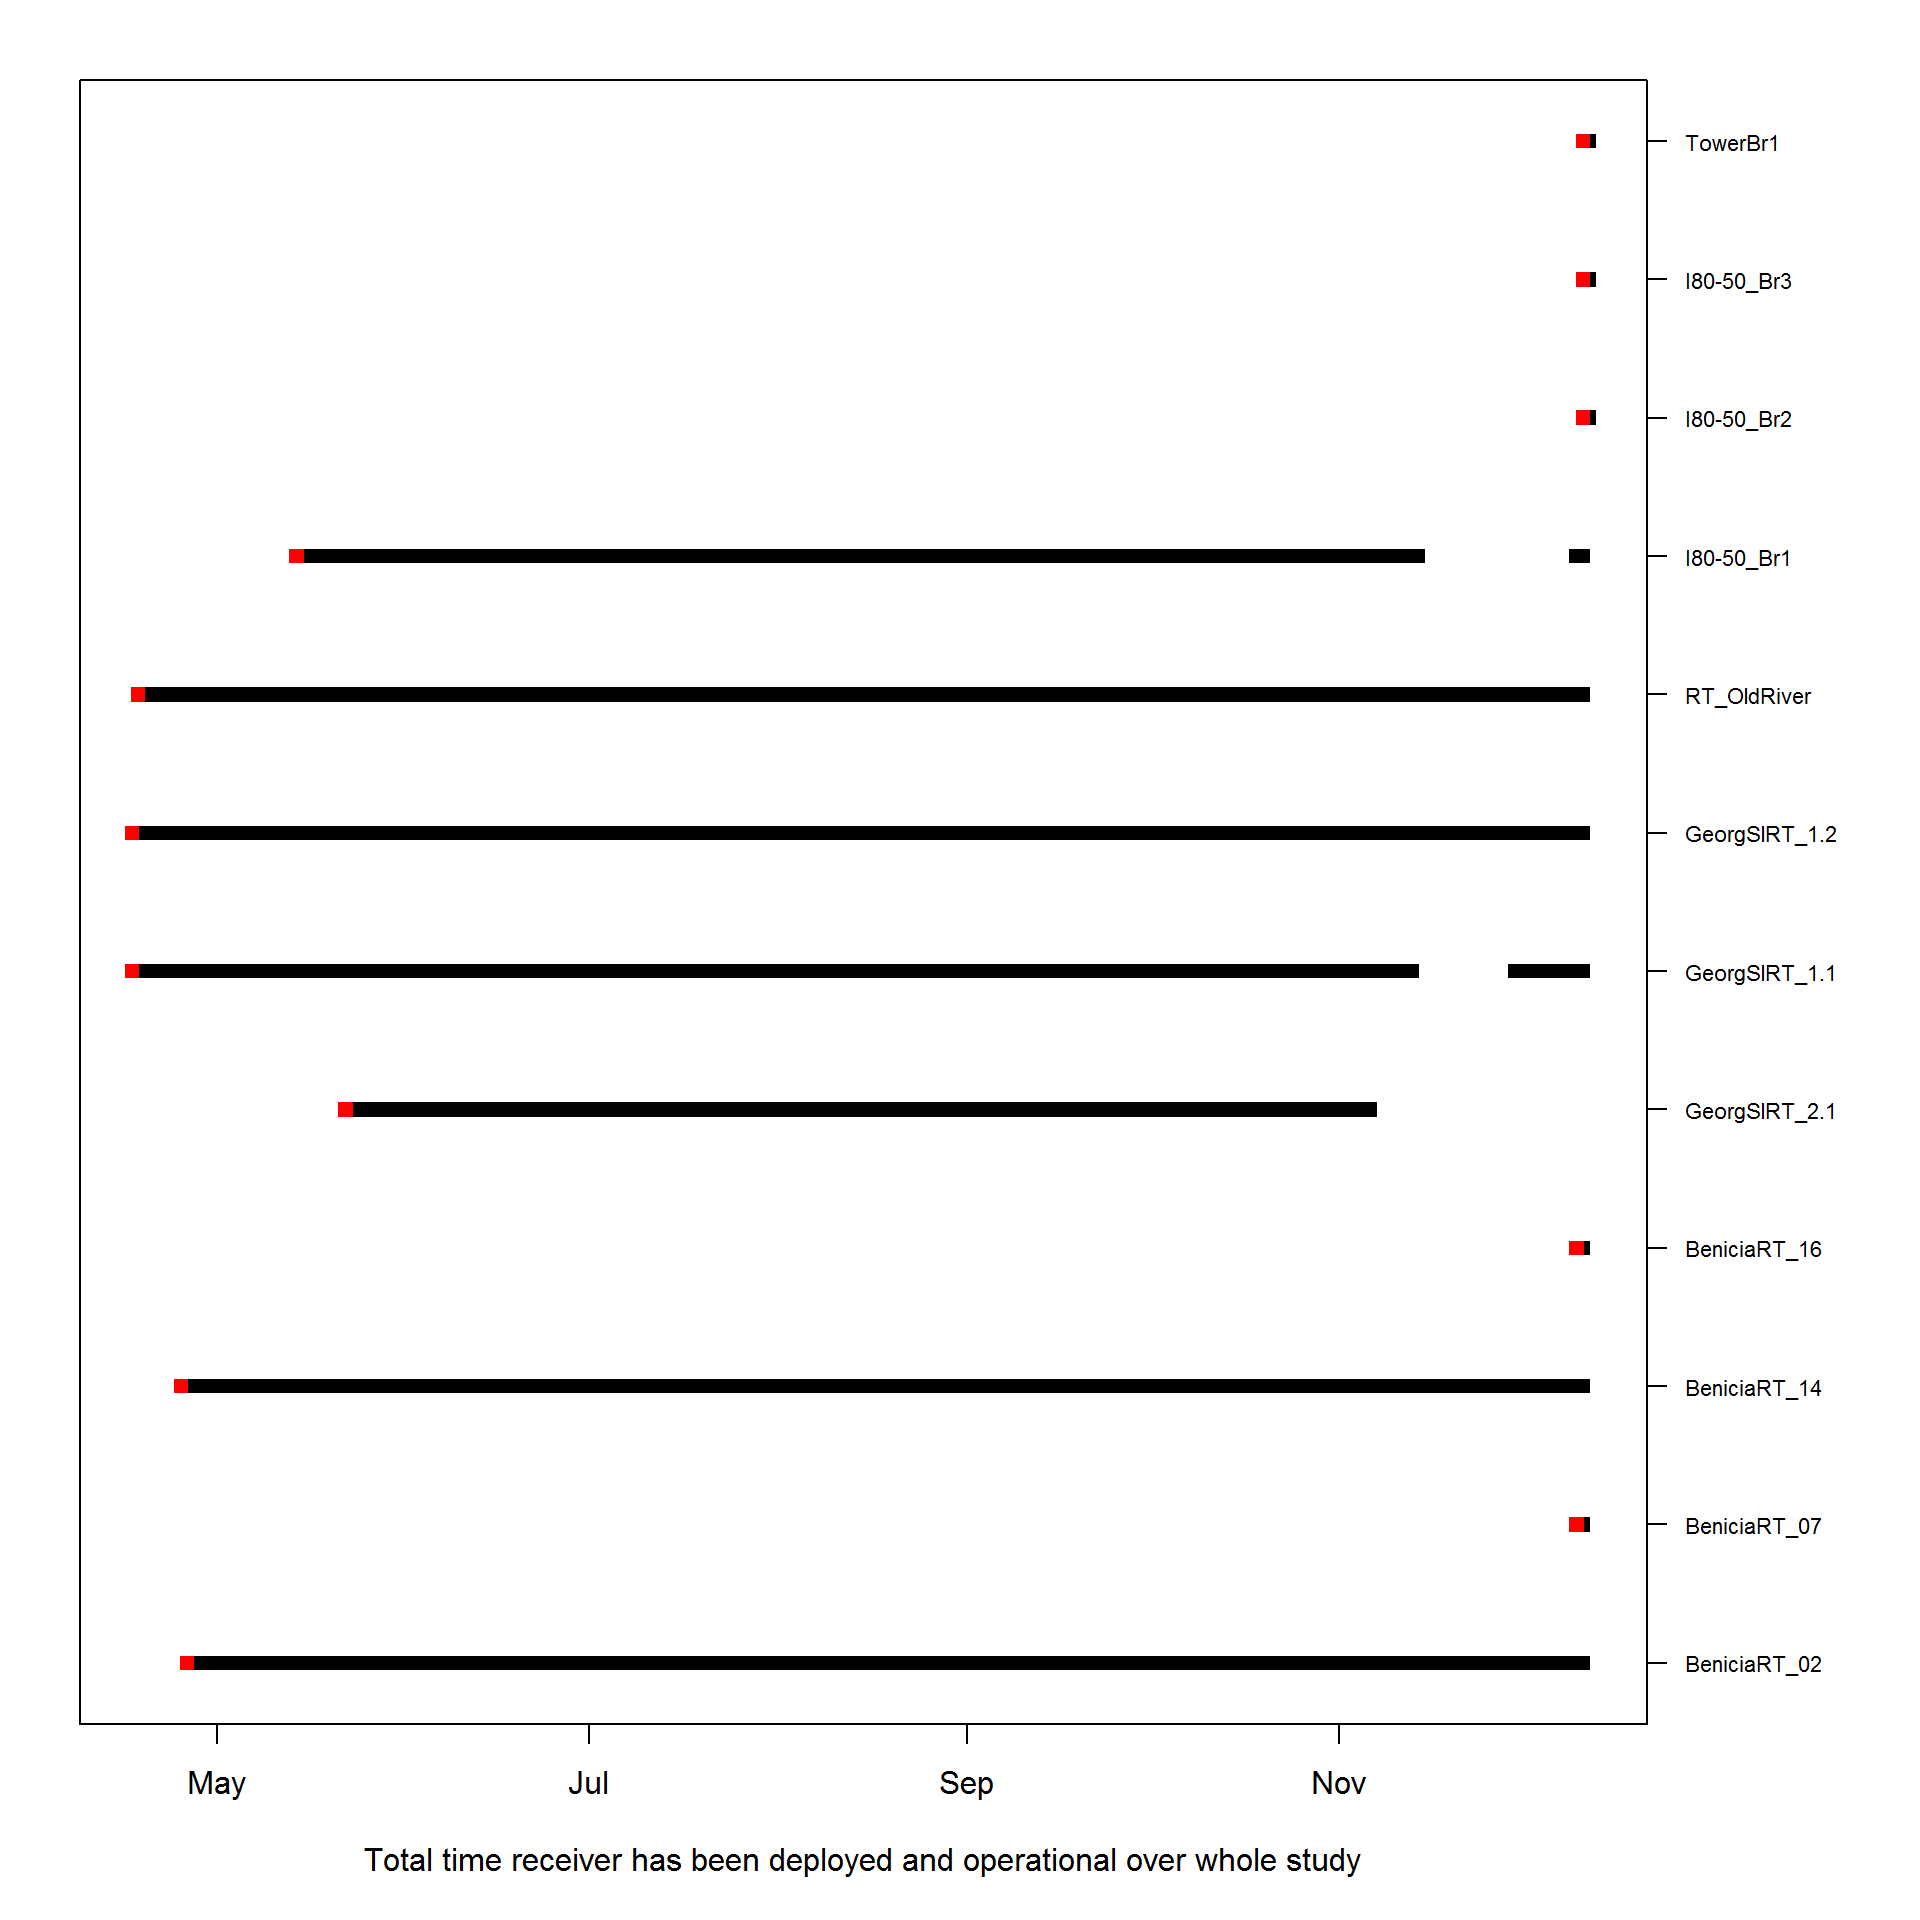 TowerBr1
I80-50_Br3
I80-50_Br2
I80-50_Br1
RT_OldRiver
GeorgSlRT_1.2
GeorgSlRT_1.1
GeorgSlRT_2.1
BeniciaRT_16
BeniciaRT_14
BeniciaRT_07
BeniciaRT_02
May Jul Sep Nov
Total time receiver has been deployed and operational over whole study